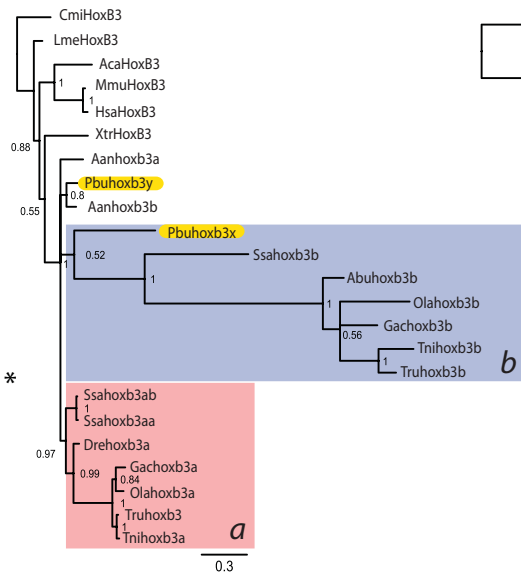 CmiHoxB3
LmeHoxB3
AcaHoxB3
1
MmuHoxB3
1
HsaHoxB3
XtrHoxB3
0.88
Aanhoxb3a
Pbuhoxb3y
0.8
0.55
Aanhoxb3b
Pbuhoxb3x
0.52
1
Ssahoxb3b
1
Abuhoxb3b
1
Olahoxb3b
Gachoxb3b
0.56
Tnihoxb3b
1
Truhoxb3b
b
*
Ssahoxb3ab
1
Ssahoxb3aa
Drehoxb3a
0.97
0.99
Gachoxb3a
0.84
Olahoxb3a
1
Truhoxb3
1
Tnihoxb3a
a
0.3